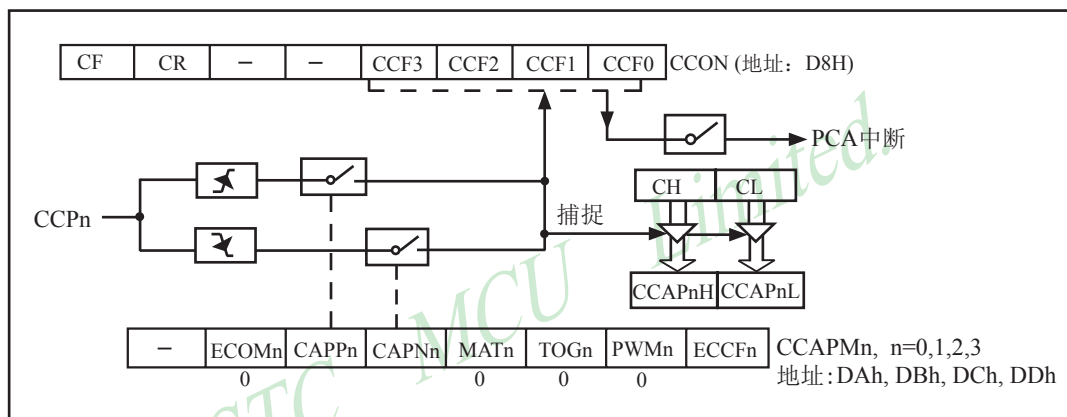 CF CR － － CCF3 CCF2 CCF1 CCF0 CCON (地址：D8H)
PCA中断
CH CL
CCPn
捕捉
CCAPnH CCAPnL
－ ECOMn CAPPn CAPNn MATn TOGn PWMn ECCFn CCAPMn, n=0,1,2,3
0 0 0 0
地址:DAh, DBh, DCh, DDh
STC MCU Limited.